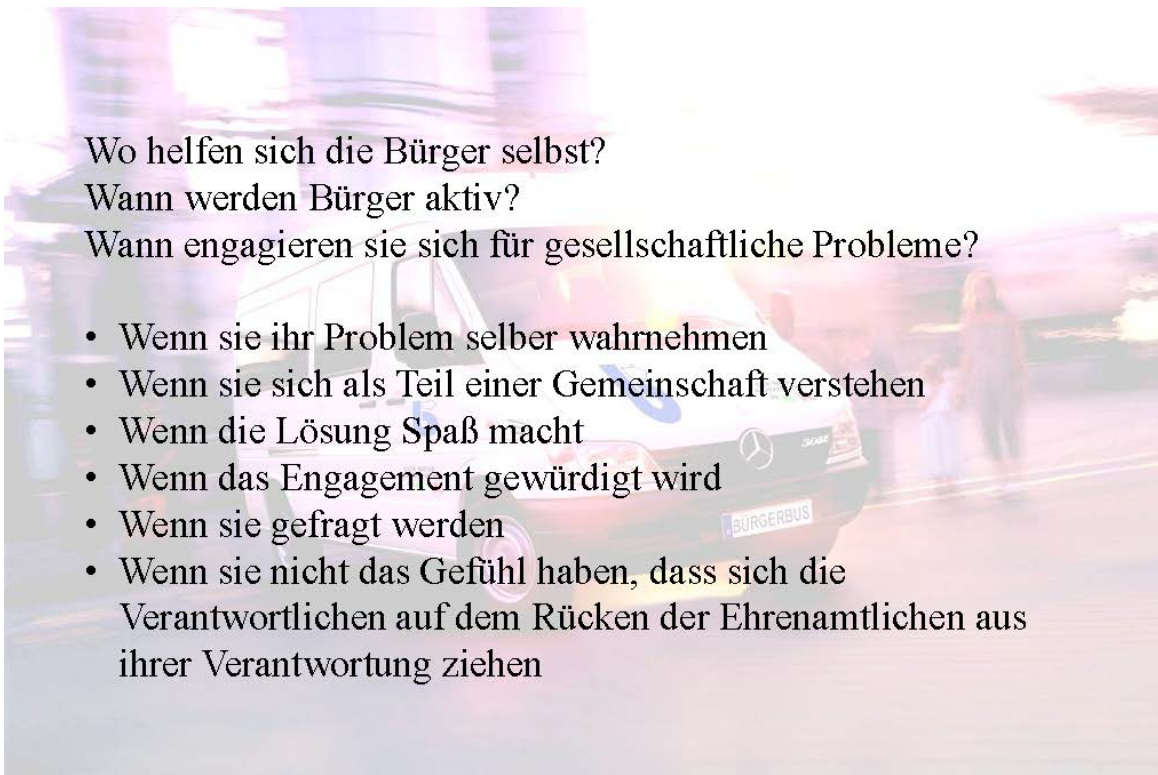 Wo helfen sich die Bürger selbst?
Wann werden Bürger aktiv?
Wann engagieren sie sich für gesellschaftliche Probleme?
• Wenn sie ihr Problem selber wahrnehmen
• Wenn sie sich als Teil einer Gemeinschaft verstehen
• Wenn die Lösung Spaß macht
• Wenn das Engagement gewürdigt wird
• Wenn sie gefragt werden
• Wenn sie nicht das Gefühl haben, dass sich die
Verantwortlichen auf dem Rücken der Ehrenamtlichen aus
ihrer Verantwortung ziehen
BÜRGERBUS